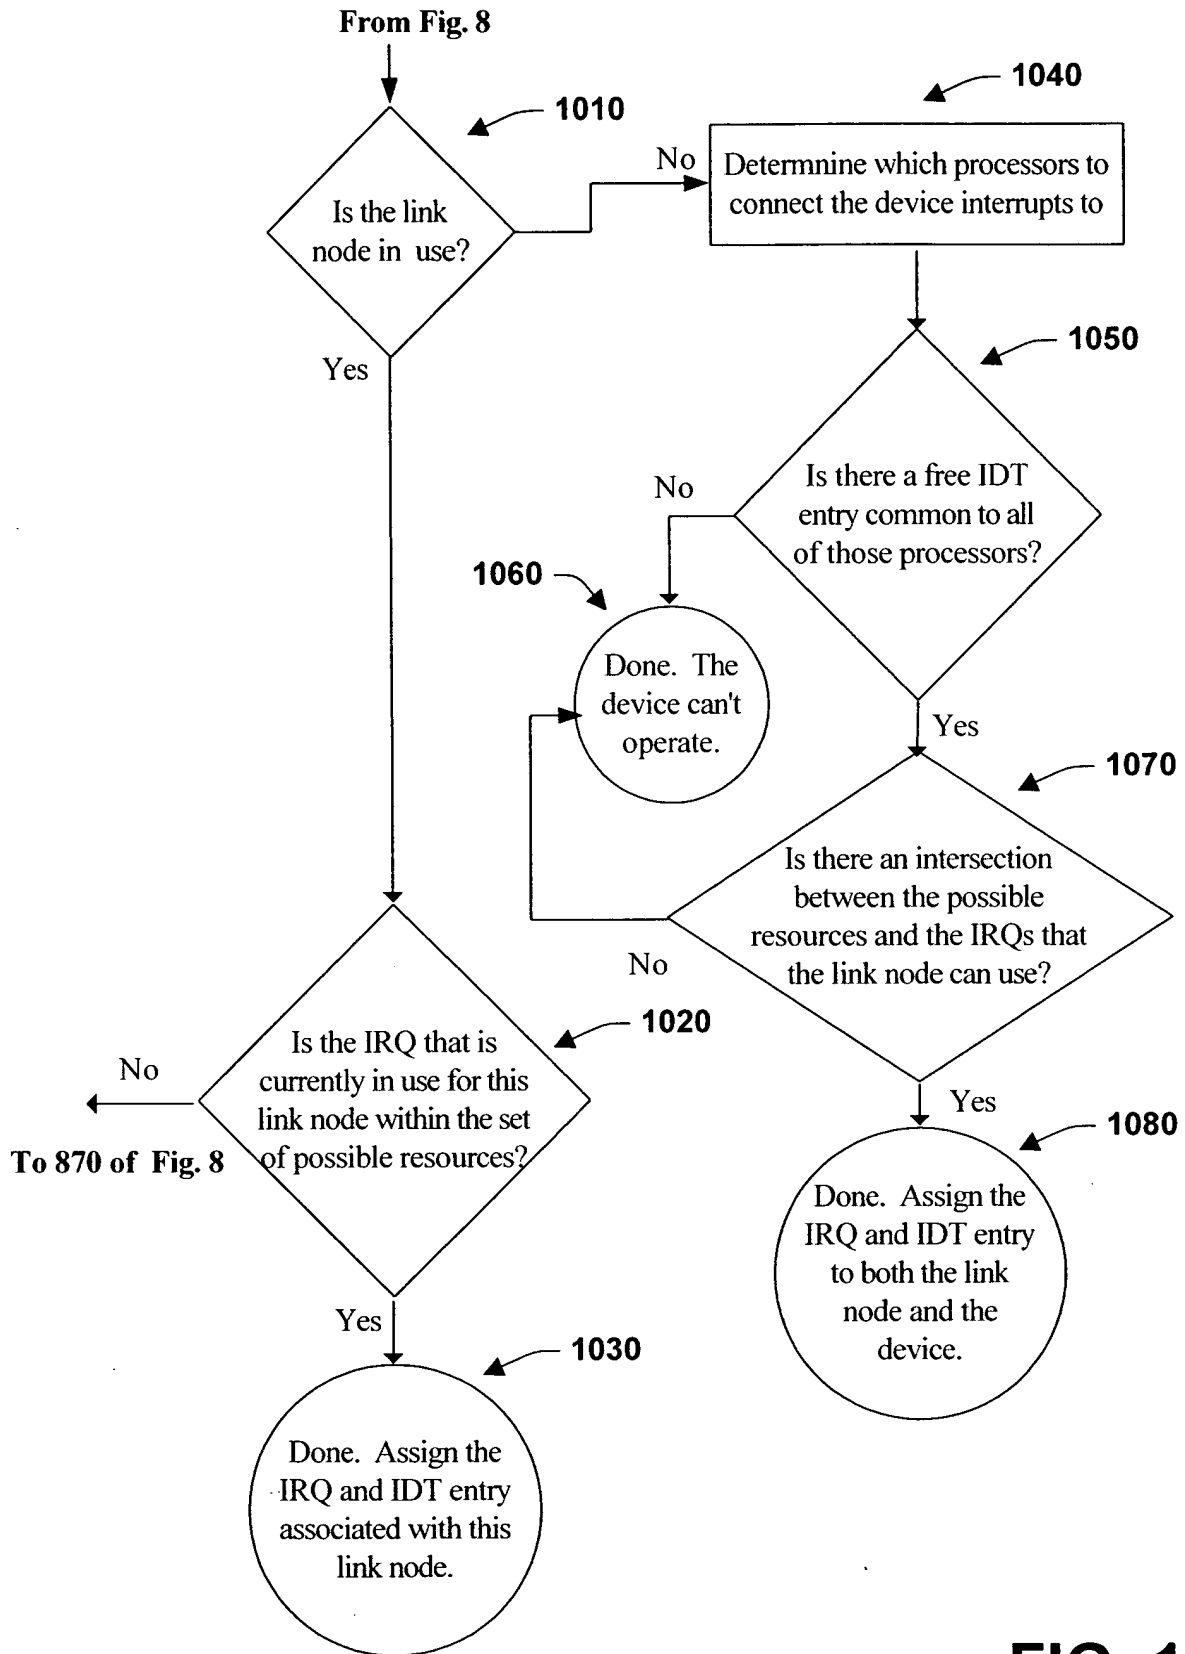 From Fig. 8
1010
Is the link
node in use?
No
Yes
1040
Determnine which processors to
connect the device interrupts to
1050
Is there a free IDT
entry common to all
of those processors?
No
Yes
1060
Done. The
device can't
operate.
1070
Is there an intersection
between the possible
resources and the IRQs that
the link node can use?
No
Yes
1020
Is the IRQ that is
currently in use for this
link node within the set
of possible resources?
No
To 870 of Fig. 8
Yes
1080
Done. Assign the
IRQ and IDT entry
to both the link
node and the
device.
1030
Done. Assign the
IRQ and IDT entry
associated with this
link node.